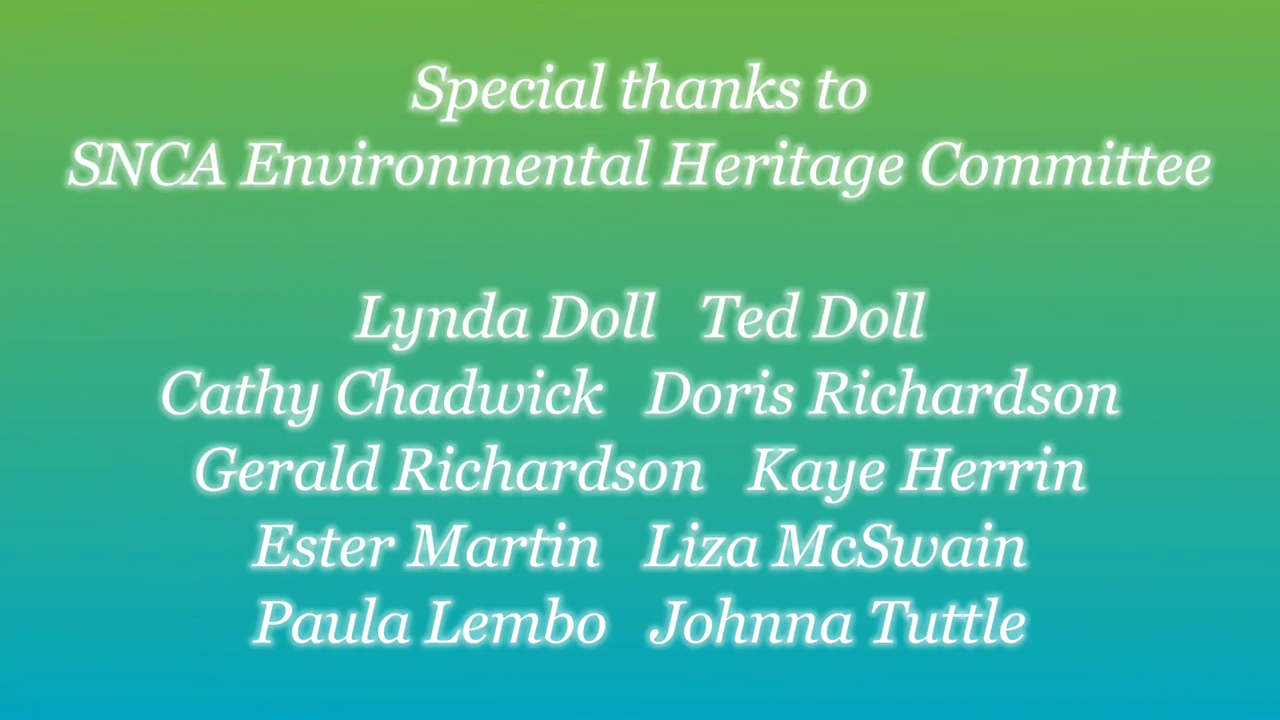 Special thanks to
SNCA Environmental Heritage Committee
Lynda Doll Ted Doll
Cathy Chadwick Doris Richardson
Gerald Richardson Kaye Herrin
Ester Martin Liza McSwain
Paula Lembo Johnna Tuttle